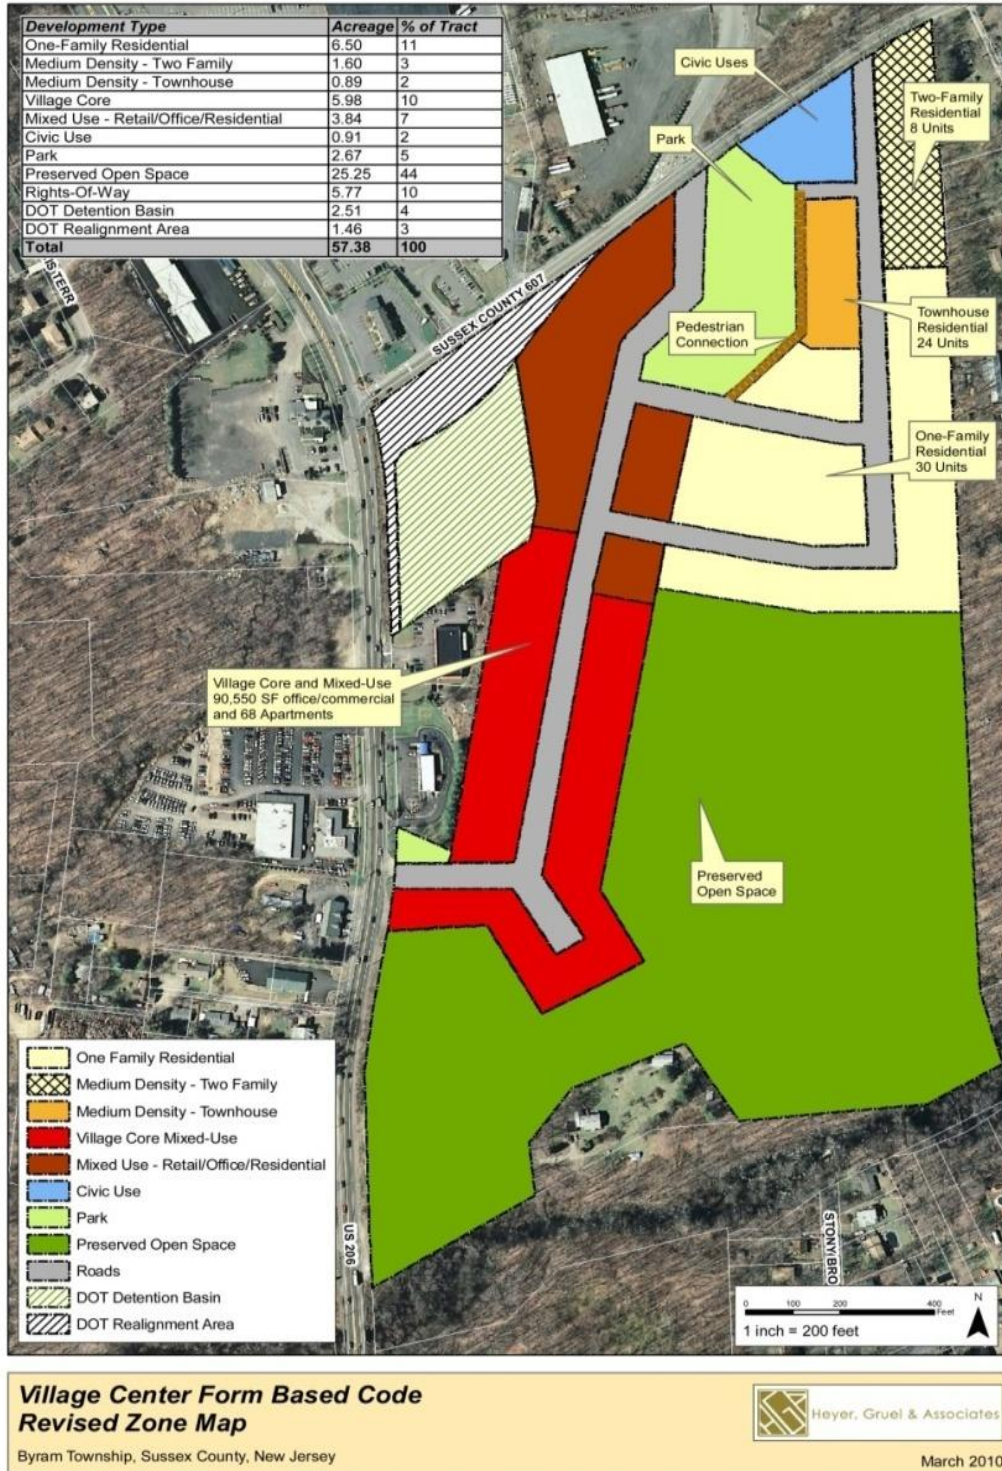 Development Type Acreage % of Tract
One-Family Residential 6.50 11
Medium Density - Two Family 1.60 3
Medium Density - Townhouse 0.89 2
Village Core 5.98 10
Mixed Use - Retail/Office/Residential 3.84 7
Civic Use 0.91 2
Park 2.67 5
Preserved Open Space 25.25 44
Rights-Of-Way 5.77 10
DOT Detention Basin 2.51 4
DOT Realignment Area 1.46 3
Total 57.38 100
Civic Uses
Two-Family
Residential
8 Units
Park
TERR
SUSSEX COUNTY 607
Pedestrian
Connection
Townhouse
Residential
24 Units
One-Family
Residential
30 Units
Village Core and Mixed-Use
90,550 SF office/commercial
and 68 Apartments
Preserved
Open Space
One Family Residential
Medium Density - Two Family
Medium Density - Townhouse
Village Core Mixed-Use
Mixed Use - Retail/Office/Residential
Civic Use
Park
Preserved Open Space
Roads
DOT Detention Basin
DOT Realignment Area
US 206
STONY BRO
0 100 200 400
Feet
N
1 inch = 200 feet
Village Center Form Based Code
Revised Zone Map
Byram Township, Sussex County, New Jersey
Heyer, Gruel & Associates
March 2010